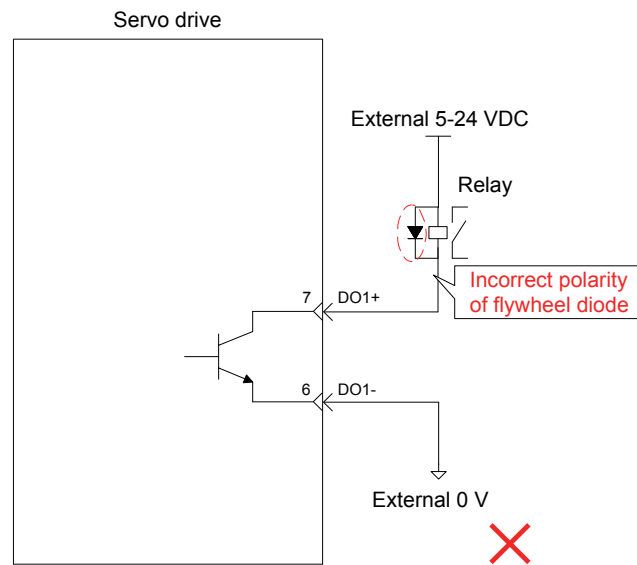 Servo drive
External 5-24 VDC
Relay
Incorrect polarity
of flywheel diode
7 DO1+
6 DO1-
External 0 V